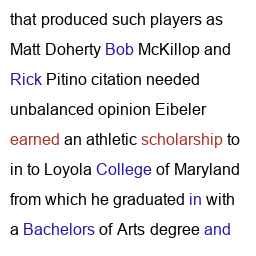 that produced such players as
Matt Doherty Bob McKillop and
Rick Pitino citation needed
unbalanced opinion Eibeler
earned an athletic scholarship to
in to Loyola College of Maryland
from which he graduated in with
a Bachelors of Arts degree and